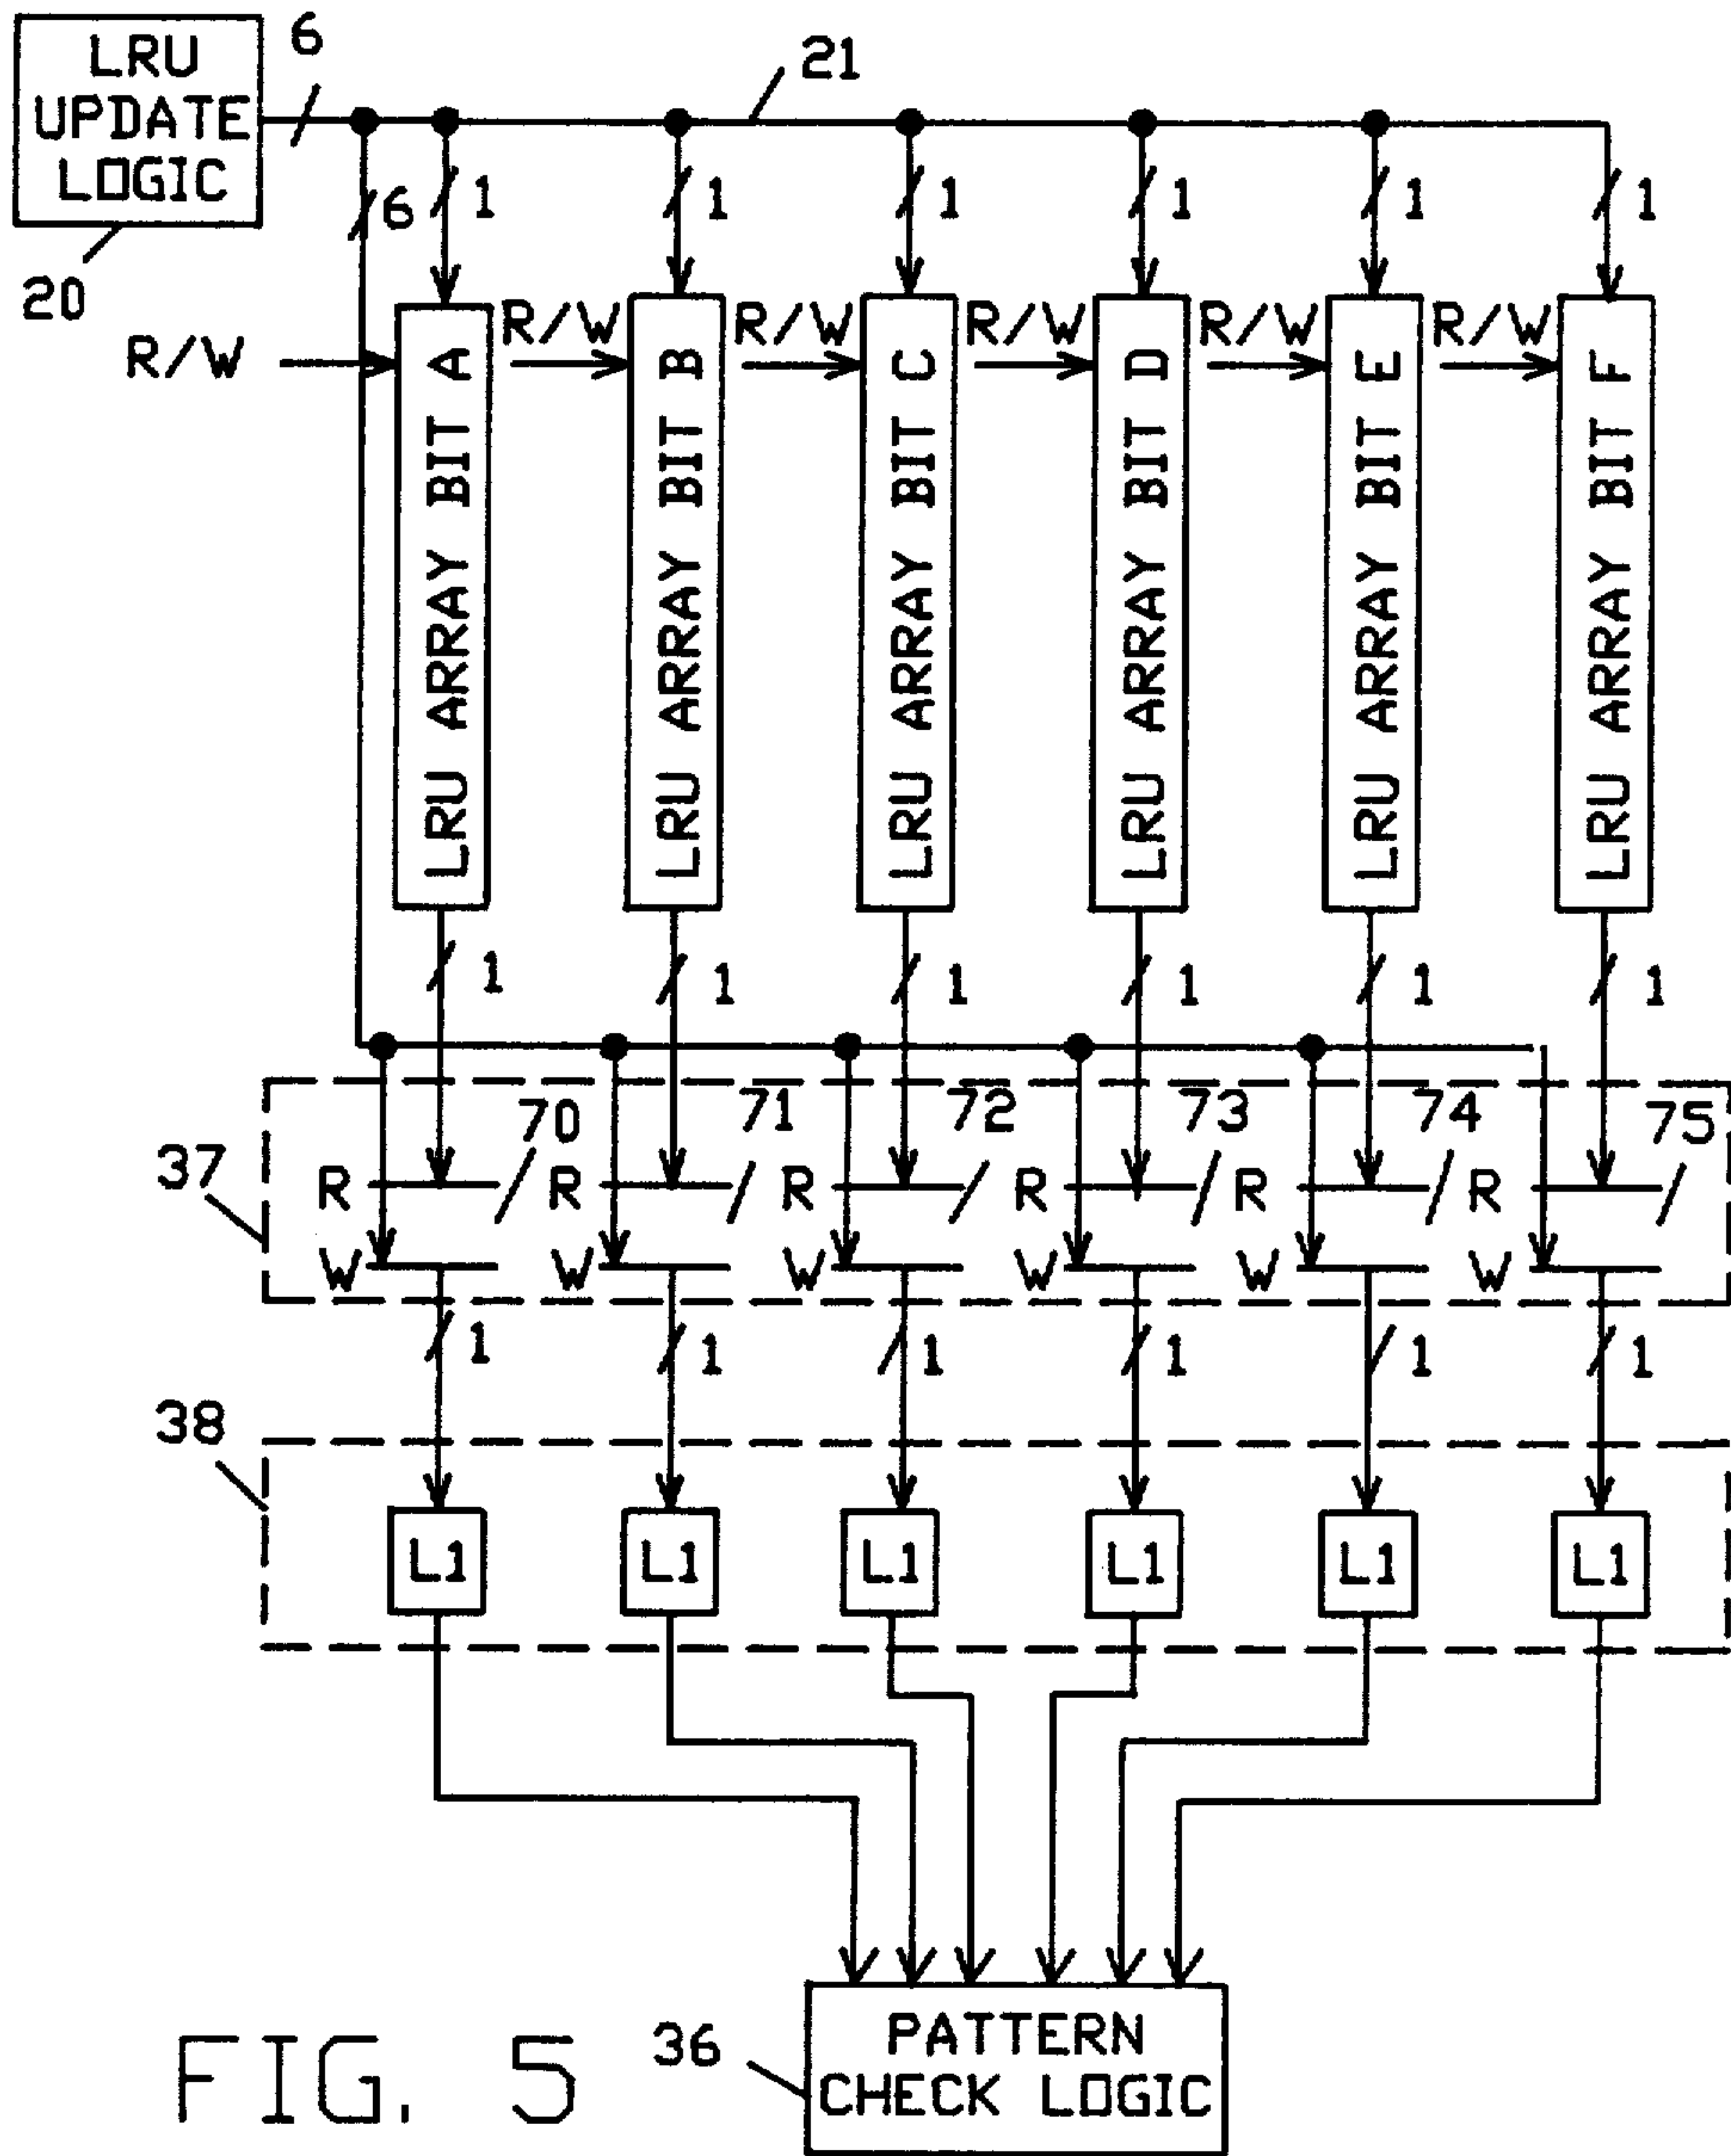 LRU
UPDATE
LOGIC
20
6
21
6
1
1
1
1
1
1
R/W
R/W
R/W
R/W
R/W
R/W
LRU ARRAY BIT A
LRU ARRAY BIT B
LRU ARRAY BIT C
LRU ARRAY BIT D
LRU ARRAY BIT E
LRU ARRAY BIT F
1
1
1
1
1
1
37
70
71
72
73
74
75
R
R
R
R
R
R
W
W
W
W
W
W
1
1
1
1
1
1
38
L1
L1
L1
L1
L1
L1
36
PATTERN
CHECK LOGIC
FIG. 5